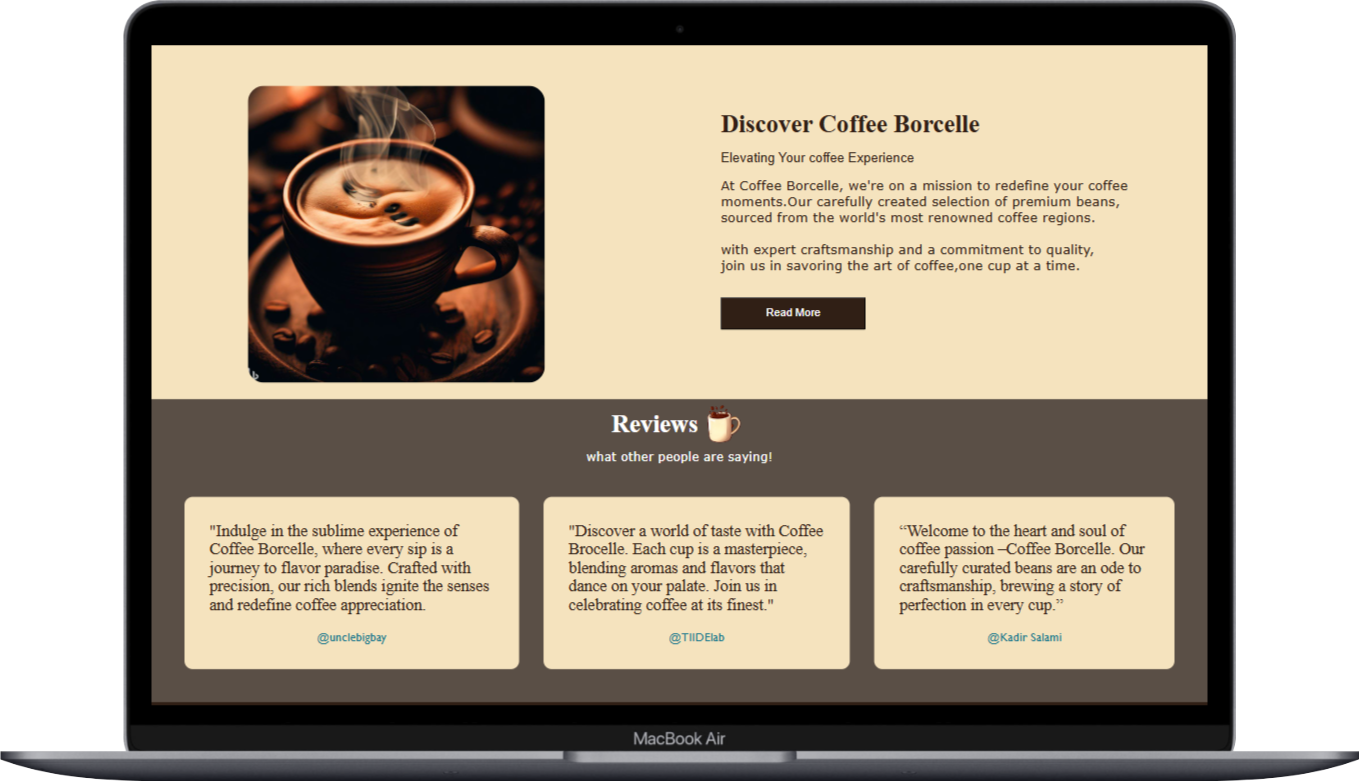 Discover Coffee Borcelle
Elevating Your coffee Experience
At Coffee Borcelle, we're on a mission to redefine your coffee
moments.Our carefully created selection of premium beans,
sourced from the world's most renowned coffee regions.
with expert craftsmanship and a commitment to quality,
join us in savoring the art of coffee,one cup at a time.
Read More
Reviews
what other people are saying!
"Indulge in the sublime experience of
Coffee Borcelle, where every sip is a
journey to flavor paradise. Crafted with
precision, our rich blends ignite the senses
and redefine coffee appreciation.
@unclebigbay
"Discover a world of taste with Coffee
Brocelle. Each cup is a masterpiece,
blending aromas and flavors that
dance on your palate. Join us in
celebrating coffee at its finest."
@TIIDElab
“Welcome to the heart and soul of
coffee passion –Coffee Borcelle. Our
carefully curated beans are an ode to
craftsmanship, brewing a story of
perfection in every cup.”
@Kadir Salami
MacBook Air